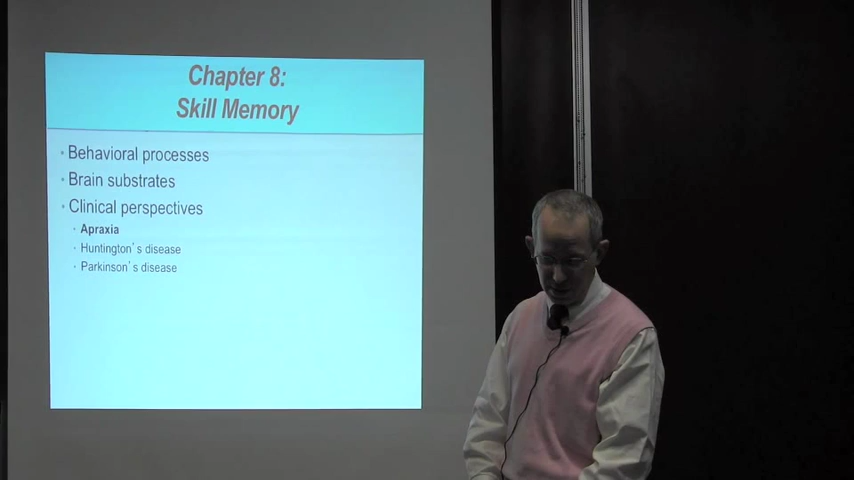 Chapter 8:
Skill Memory
• Behavioral processes
• Brain substrates
• Clinical perspectives
• Apraxia
• Huntington's disease
• Parkinson's disease